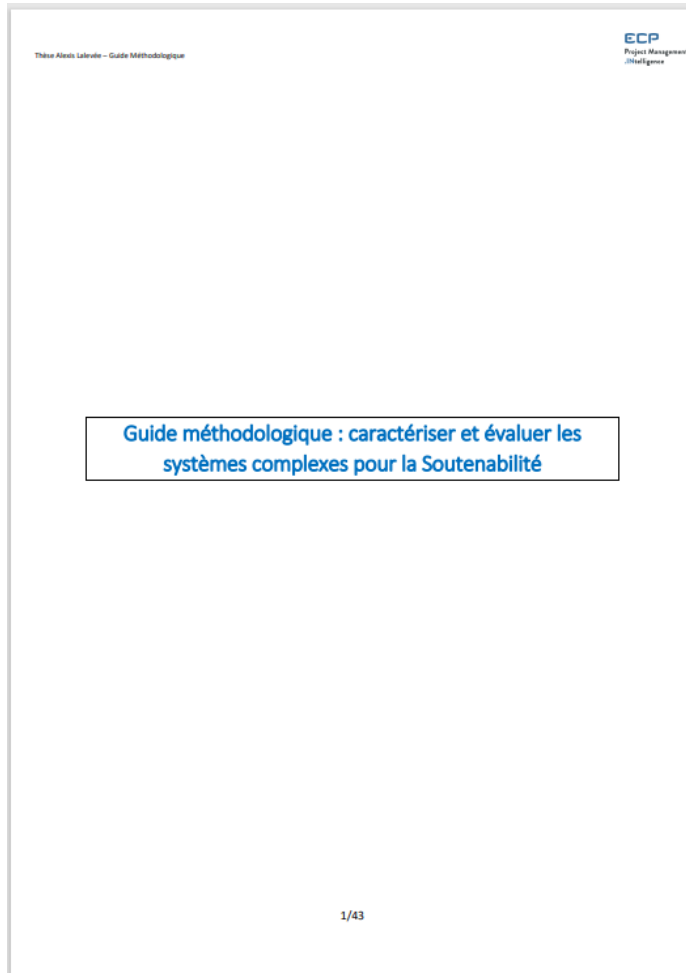 Thèse Alexis Lalevée – Guide Méthodologique
ECP
Project Management
.INtelligence
Guide méthodologique : caractériser et évaluer les
systèmes complexes pour la Soutenabilité
1/43